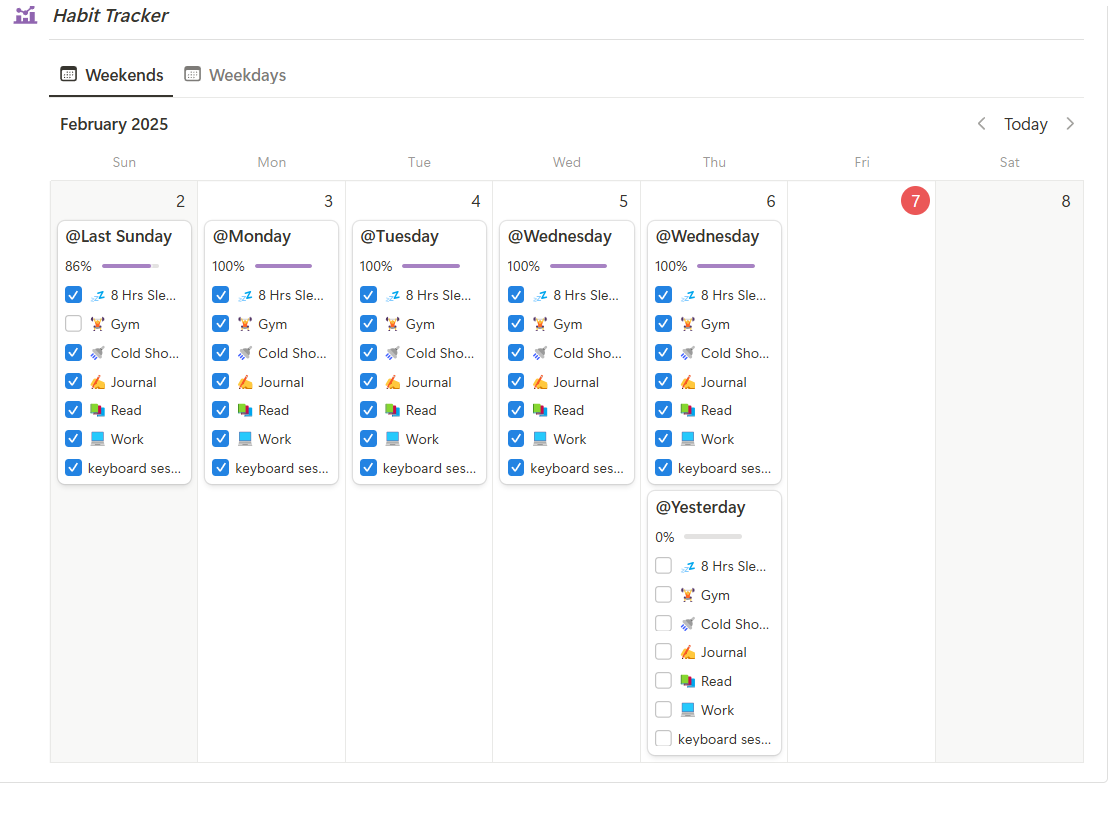 Habit Tracker
Weekends Weekdays
February 2025 Today
Sun Mon Tue Wed Thu Fri Sat
2 3 4 5 6 7 8
@Last Sunday
86%
8 Hrs Sle...
Gym
Cold Sho...
Journal
Read
Work
keyboard ses...
@Monday
100%
8 Hrs Sle...
Gym
Cold Sho...
Journal
Read
Work
keyboard ses...
@Tuesday
100%
8 Hrs Sle...
Gym
Cold Sho...
Journal
Read
Work
keyboard ses...
@Wednesday
100%
8 Hrs Sle...
Gym
Cold Sho...
Journal
Read
Work
keyboard ses...
@Wednesday
100%
8 Hrs Sle...
Gym
Cold Sho...
Journal
Read
Work
keyboard ses...
@Yesterday
0%
8 Hrs Sle...
Gym
Cold Sho...
Journal
Read
Work
keyboard ses...